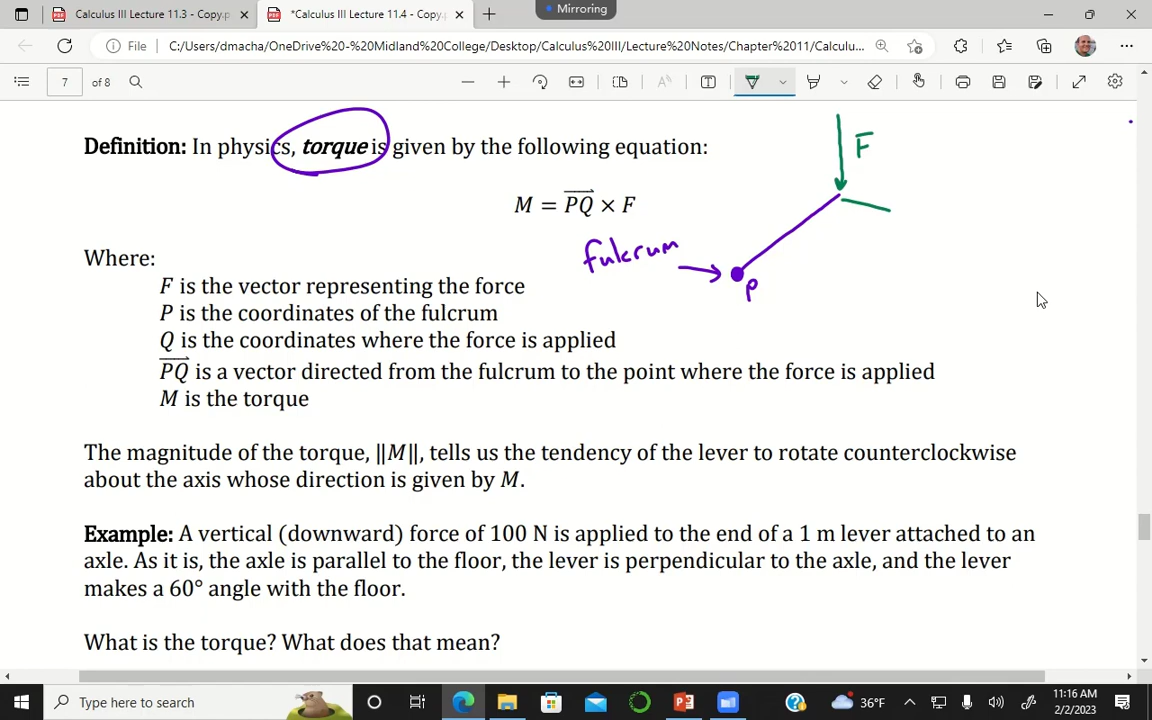 Mirroring
Calculus III Lecture 11.3 - Copy.p
*Calculus III Lecture 11.4 - Copy.p
File
C:/Users/dmacha/OneDrive%20-%20Midland%20College/Desktop/Calculus%20III/Lecture%20Notes/Chapter%2011/Calculu...
7 of 8
Definition: In physics, torque is given by the following equation:
F
M = PQ × F
fulcrum
P
Where:
F is the vector representing the force
P is the coordinates of the fulcrum
Q is the coordinates where the force is applied
PQ is a vector directed from the fulcrum to the point where the force is applied
M is the torque
The magnitude of the torque, ‖M‖, tells us the tendency of the lever to rotate counterclockwise
about the axis whose direction is given by M.
Example: A vertical (downward) force of 100 N is applied to the end of a 1 m lever attached to an
axle. As it is, the axle is parallel to the floor, the lever is perpendicular to the axle, and the lever
makes a 60° angle with the floor.
What is the torque? What does that mean?
Type here to search
36°F
11:16 AM
2/2/2023